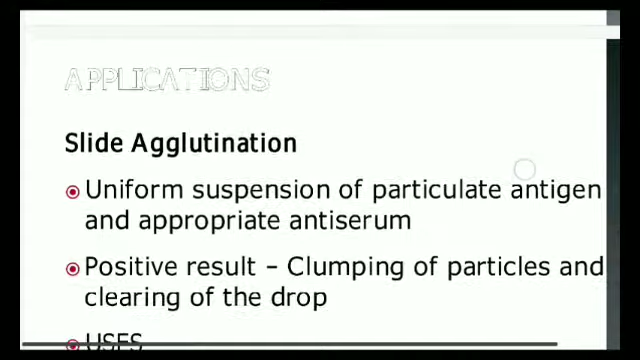 APPLICATIONS
Slide Agglutination
Uniform suspension of particulate antigen
and appropriate antiserum
Positive result – Clumping of particles and
clearing of the drop
USES